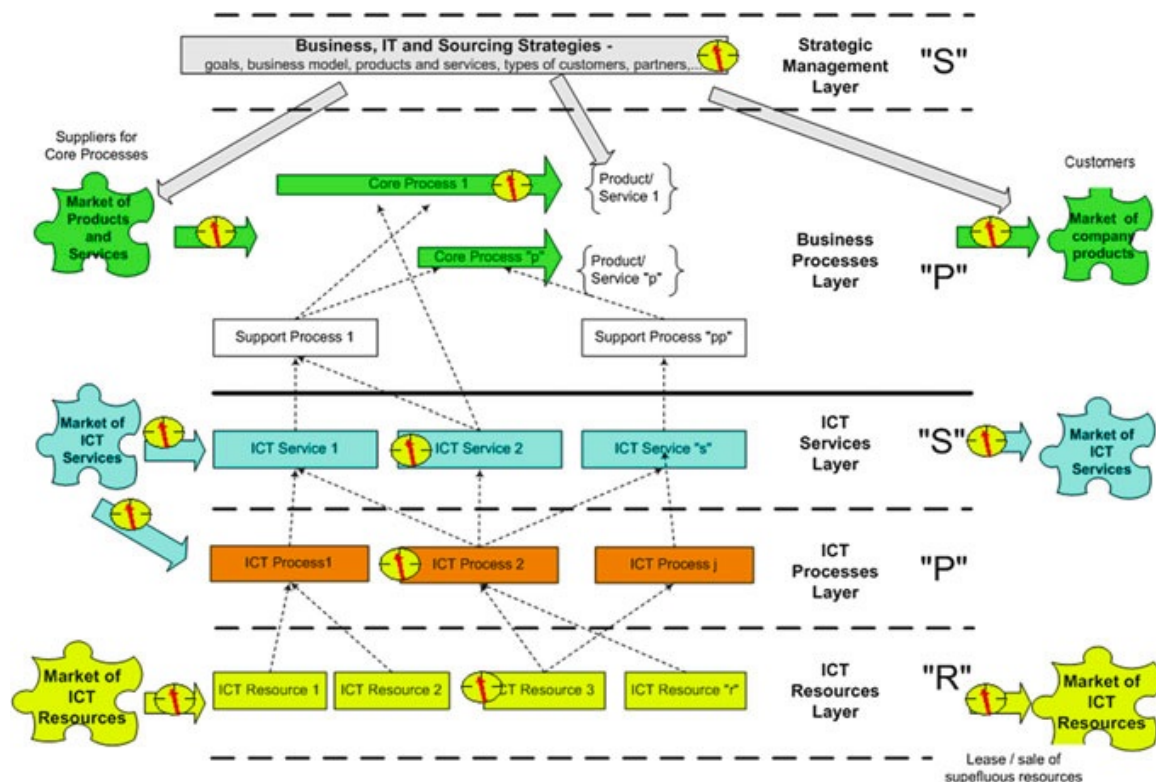 Business, IT and Sourcing Strategies -
goals, business model, products and services, types of customers, partners,...
Strategic
Management
Layer
"S"
Suppliers for
Core Processes
Customers
Market of
Products
and
Services
Core Process 1
Product/
Service 1
Core Process "p"
Product/
Service "p"
Business
Processes
Layer
"P"
Market of
company
products
Support Process 1
Support Process "pp"
Market of
ICT
Services
ICT Service 1
ICT Service 2
ICT Service "s"
ICT
Services
Layer
"S"
Market of
ICT
Services
ICT Process1
ICT Process 2
ICT Process j
ICT
Processes
Layer
"P"
Market of
ICT
Resources
ICT Resource 1
ICT Resource 2
ICT Resource 3
ICT Resource "r"
ICT
Resources
Layer
"R"
Market of
ICT
Resources
Lease / sale of
supefluous resources